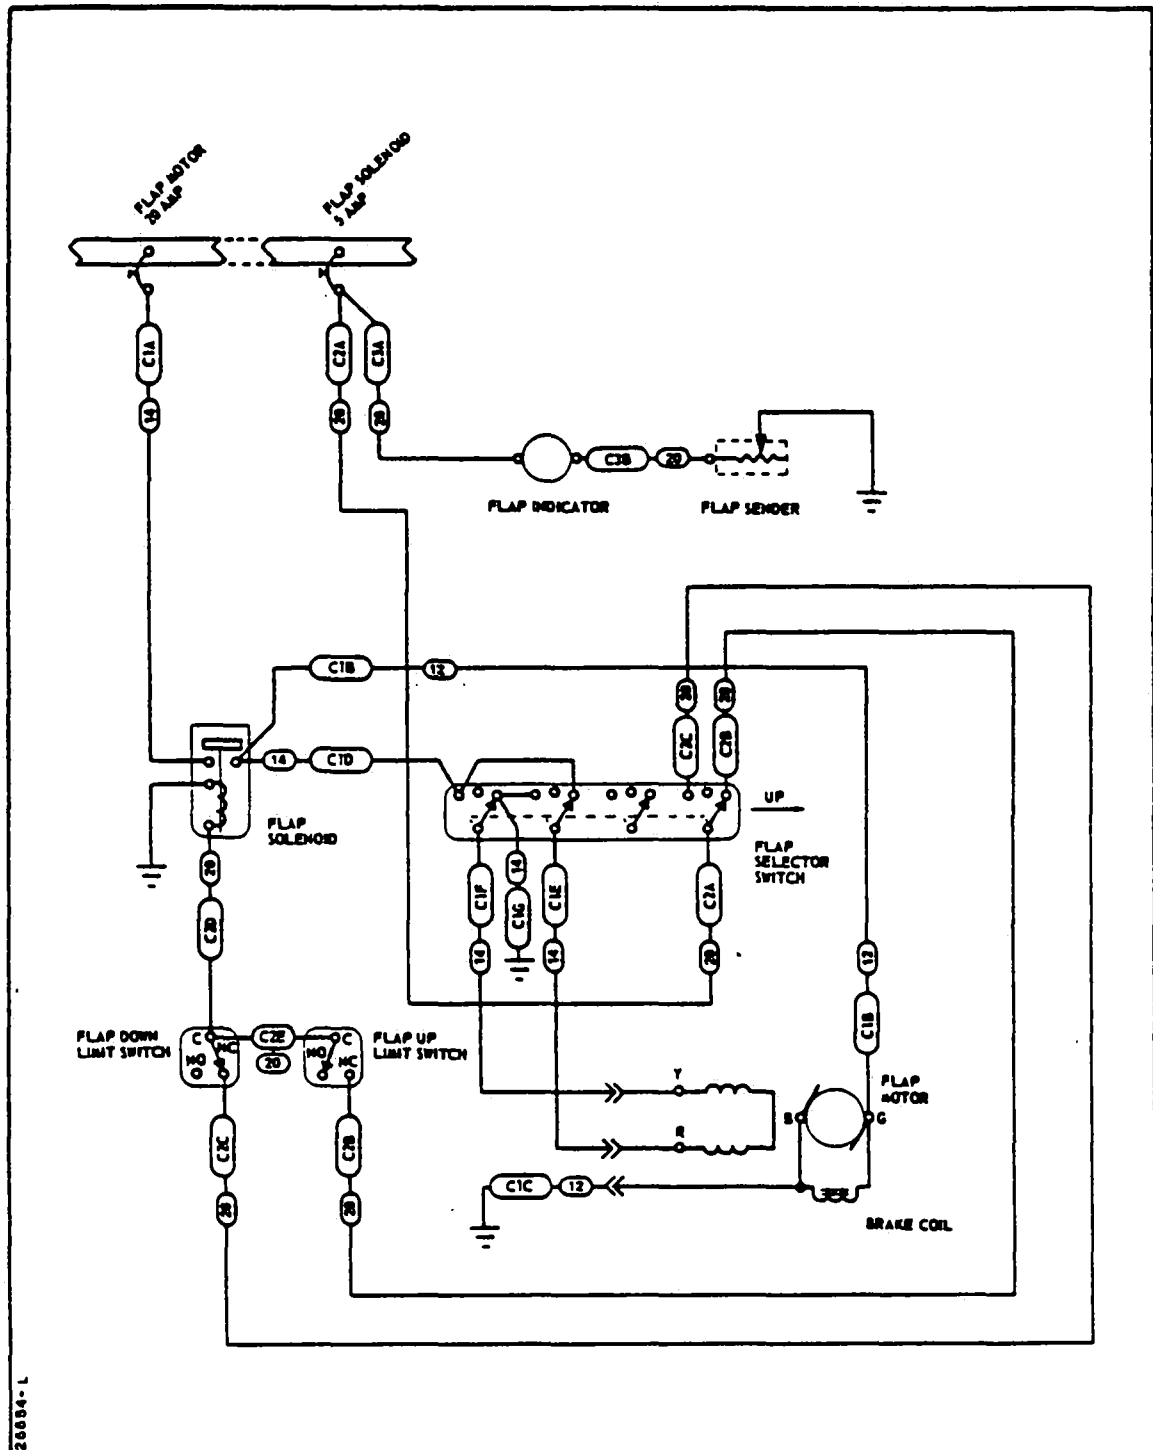 FLAP MOTOR
20 AMP
FLAP SOLENOID
5 AMP
C1A
C2A
C3A
14
20
20
C3B
20
FLAP INDICATOR
FLAP SENDER
C1B
12
20
20
C2C
C2B
14
C1D
UP
FLAP
SOLENOID
FLAP
SELECTOR
SWITCH
20
C2D
C1F
14
C1G
C1E
C2A
14
14
20
12
C1B
FLAP DOWN
LIMIT SWITCH
C
NC
NO
C2E
20
C
NO
NC
FLAP UP
LIMIT SWITCH
Y
R
FLAP
MOTOR
B
G
C2C
C2B
20
20
C1C
12
BRAKE COIL